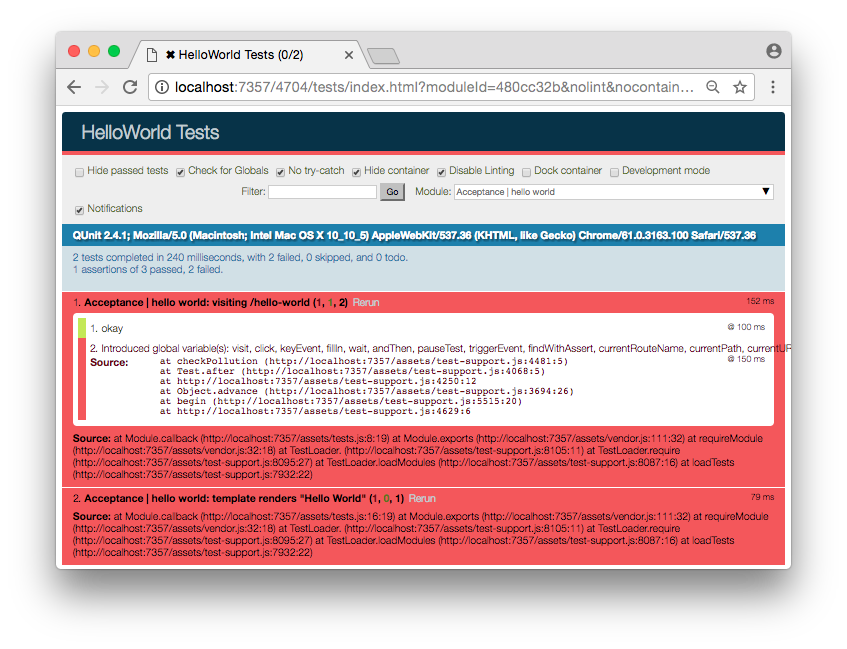 ✖ HelloWorld Tests (0/2)
localhost:7357/4704/tests/index.html?moduleId=480cc32b&nolint&nocontain…
HelloWorld Tests
Hide passed tests Check for Globals No try-catch Hide container Disable Linting Dock container Development mode
Filter: Go Module: Acceptance | hello world ▼
Notifications
QUnit 2.4.1; Mozilla/5.0 (Macintosh; Intel Mac OS X 10_10_5) AppleWebKit/537.36 (KHTML, like Gecko) Chrome/61.0.3163.100 Safari/537.36
2 tests completed in 240 milliseconds, with 2 failed, 0 skipped, and 0 todo.
1 assertions of 3 passed, 2 failed.
1. Acceptance | hello world: visiting /hello-world (1, 1, 2) Rerun 152 ms
1. okay @ 100 ms
2. Introduced global variable(s): visit, click, keyEvent, fillIn, wait, andThen, pauseTest, triggerEvent, findWithAssert, currentRouteName, currentPath, currentUR
Source: at checkPollution (http://localhost:7357/assets/test-support.js:4481:5) @ 150 ms
at Test.after (http://localhost:7357/assets/test-support.js:4068:5)
at http://localhost:7357/assets/test-support.js:4250:12
at Object.advance (http://localhost:7357/assets/test-support.js:3694:26)
at begin (http://localhost:7357/assets/test-support.js:5515:20)
at http://localhost:7357/assets/test-support.js:4629:6
Source: at Module.callback (http://localhost:7357/assets/tests.js:8:19) at Module.exports (http://localhost:7357/assets/vendor.js:111:32) at requireModule
(http://localhost:7357/assets/vendor.js:32:18) at TestLoader. (http://localhost:7357/assets/test-support.js:8105:11) at TestLoader.require
(http://localhost:7357/assets/test-support.js:8095:27) at TestLoader.loadModules (http://localhost:7357/assets/test-support.js:8087:16) at loadTests
(http://localhost:7357/assets/test-support.js:7932:22)
2. Acceptance | hello world: template renders "Hello World" (1, 0, 1) Rerun 79 ms
Source: at Module.callback (http://localhost:7357/assets/tests.js:16:19) at Module.exports (http://localhost:7357/assets/vendor.js:111:32) at requireModule
(http://localhost:7357/assets/vendor.js:32:18) at TestLoader. (http://localhost:7357/assets/test-support.js:8105:11) at TestLoader.require
(http://localhost:7357/assets/test-support.js:8095:27) at TestLoader.loadModules (http://localhost:7357/assets/test-support.js:8087:16) at loadTests
(http://localhost:7357/assets/test-support.js:7932:22)